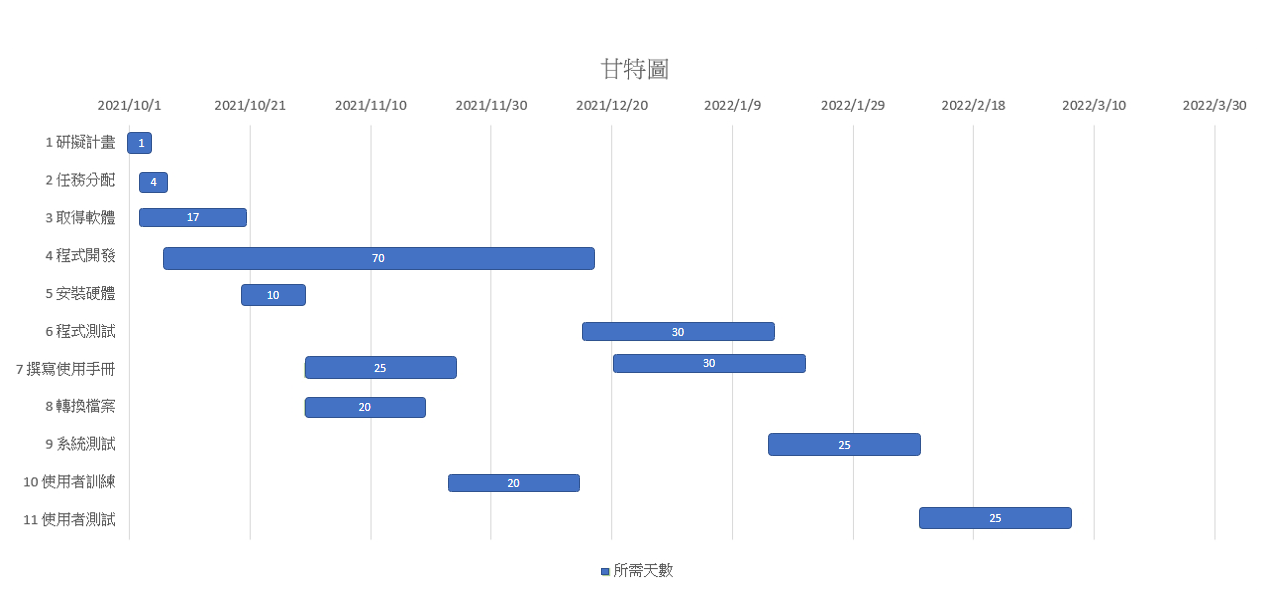 甘特圖
2021/10/1 2021/10/21 2021/11/10 2021/11/30 2021/12/20 2022/1/9 2022/1/29 2022/2/18 2022/3/10 2022/3/30
1 研擬計畫 1
2 任務分配 4
3 取得軟體 17
4 程式開發 70
5 安裝硬體 10
6 程式測試 30
7 撰寫使用手冊 25 30
8 轉換檔案 20
9 系統測試 25
10 使用者訓練 20
11 使用者測試 25
所需天數